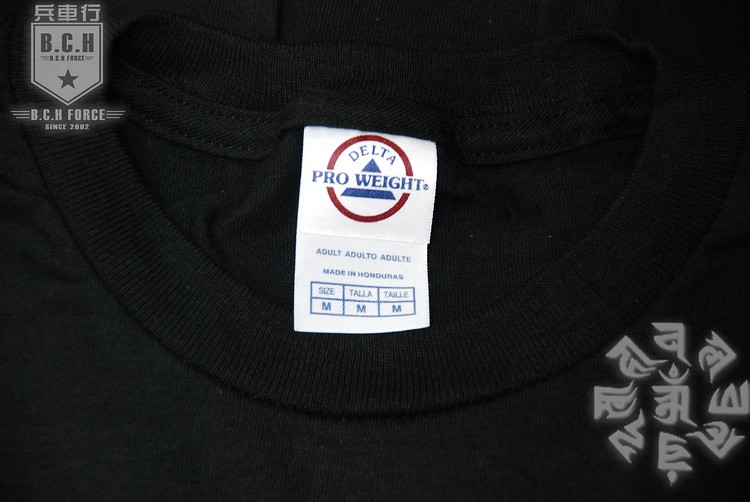 兵車行
B.C.H
B.C.H FORCE
B.C.H FORCE
SINCE 2002
DELTA
PRO WEIGHT®
ADULT ADULTO ADULTE
MADE IN HONDURAS
SIZE TALLA TAILLE
M M M